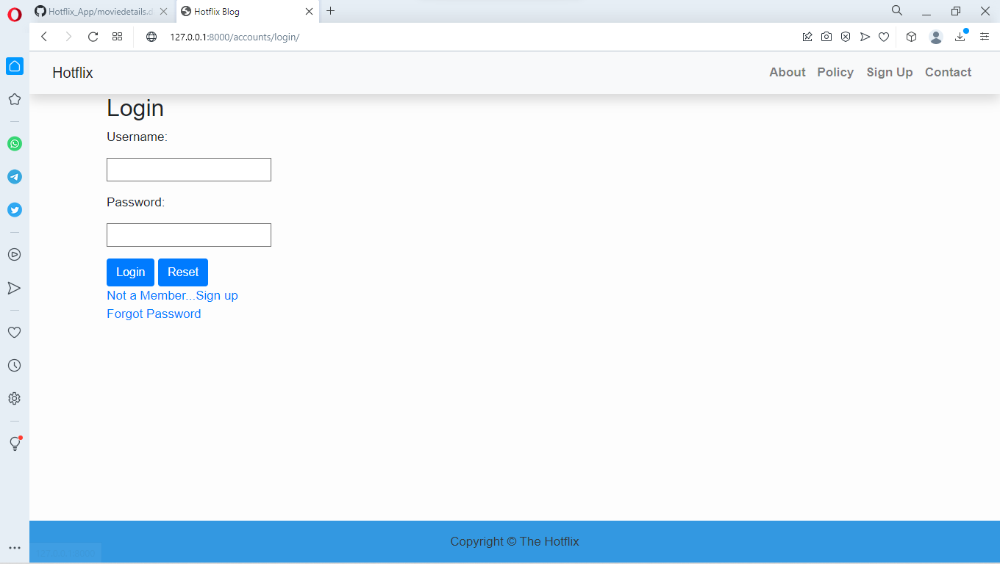 Hotflix_App/moviedetails.d
Hotflix Blog
127.0.0.1:8000/accounts/login/
Hotflix
About Policy Sign Up Contact
Login
Username:
Password:
Login Reset
Not a Member...Sign up
Forgot Password
Copyright © The Hotflix